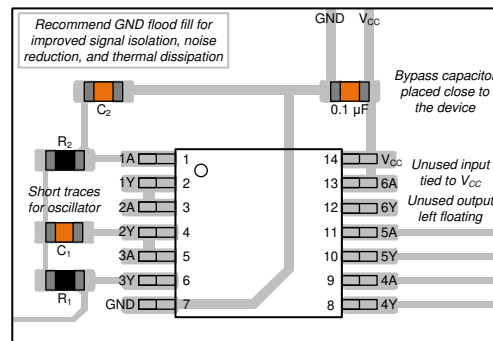 Recommend GND flood fill for
improved signal isolation, noise
reduction, and thermal dissipation
GND VCC
C2
0.1 µF
Bypass capacitor
placed close to
the device
R2
1A 1 14 VCC
Unused input
tied to VCC
1Y 2 13 6A
Short traces
for oscillator
2A 3 12 6Y
Unused output
left floating
2Y 4 11 5A
C1
3A 5 10 5Y
3Y 6 9 4A
R1
GND 7 8 4Y